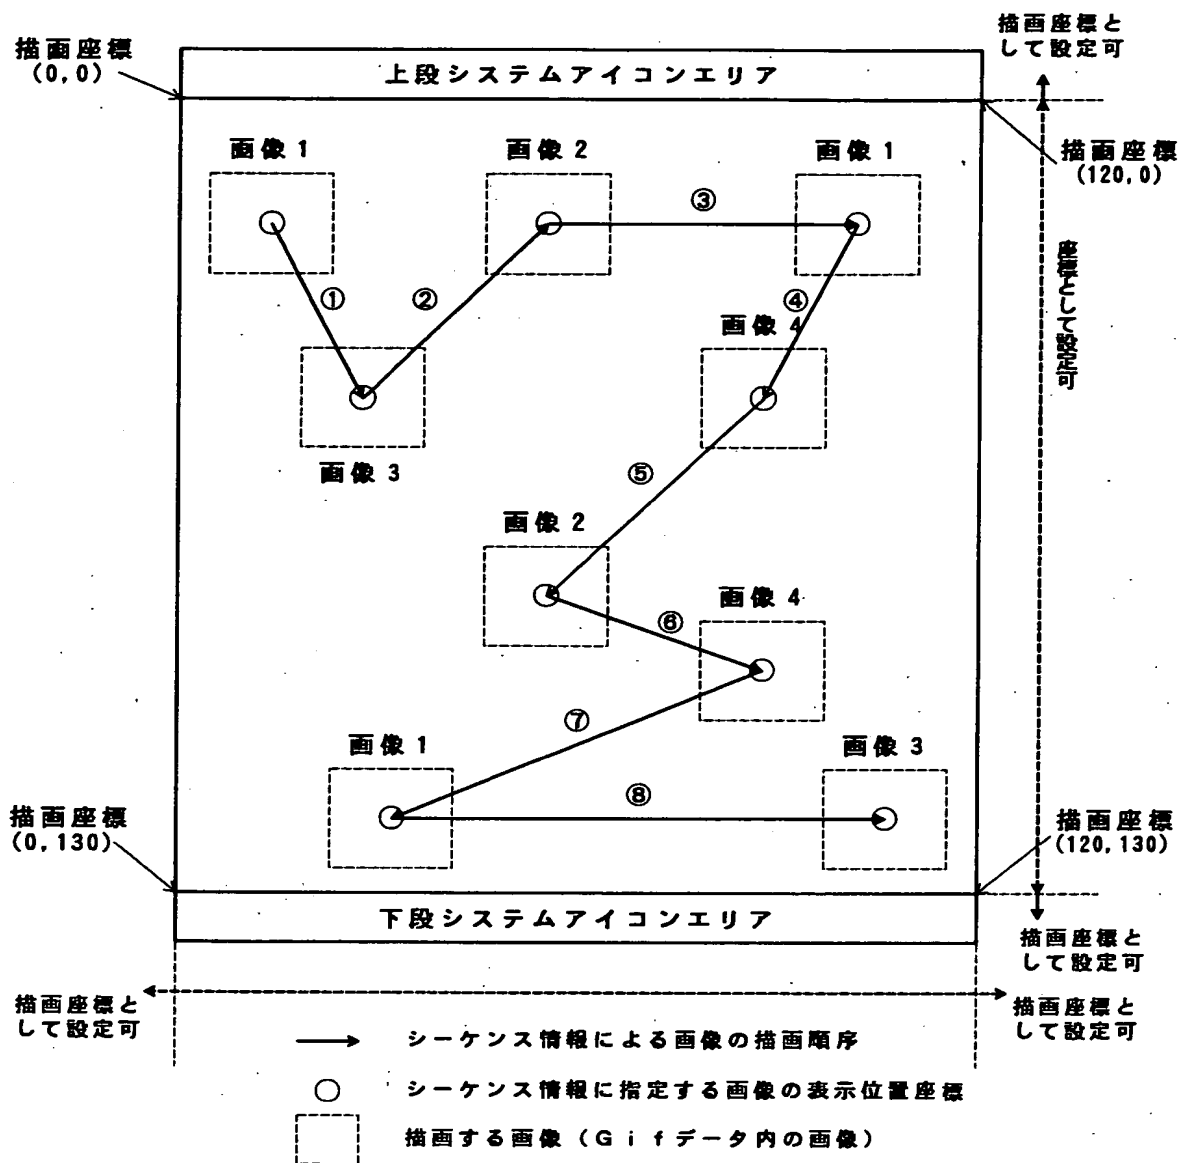 描画座標と
して設定可
描画座標
(0,0)
上段システムアイコンエリア
描画座標
(120,0)
画像1
画像2
画像1
③
座標として設定可
①
②
④
画像4
画像3
⑤
画像2
画像4
⑥
⑦
画像1
画像3
⑧
描画座標
(0,130)
描画座標
(120,130)
下段システムアイコンエリア
描画座標と
して設定可
描画座標と
して設定可
描画座標と
して設定可
シーケンス情報による画像の描画順序
シーケンス情報に指定する画像の表示位置座標
描画する画像(Gifデータ内の画像)